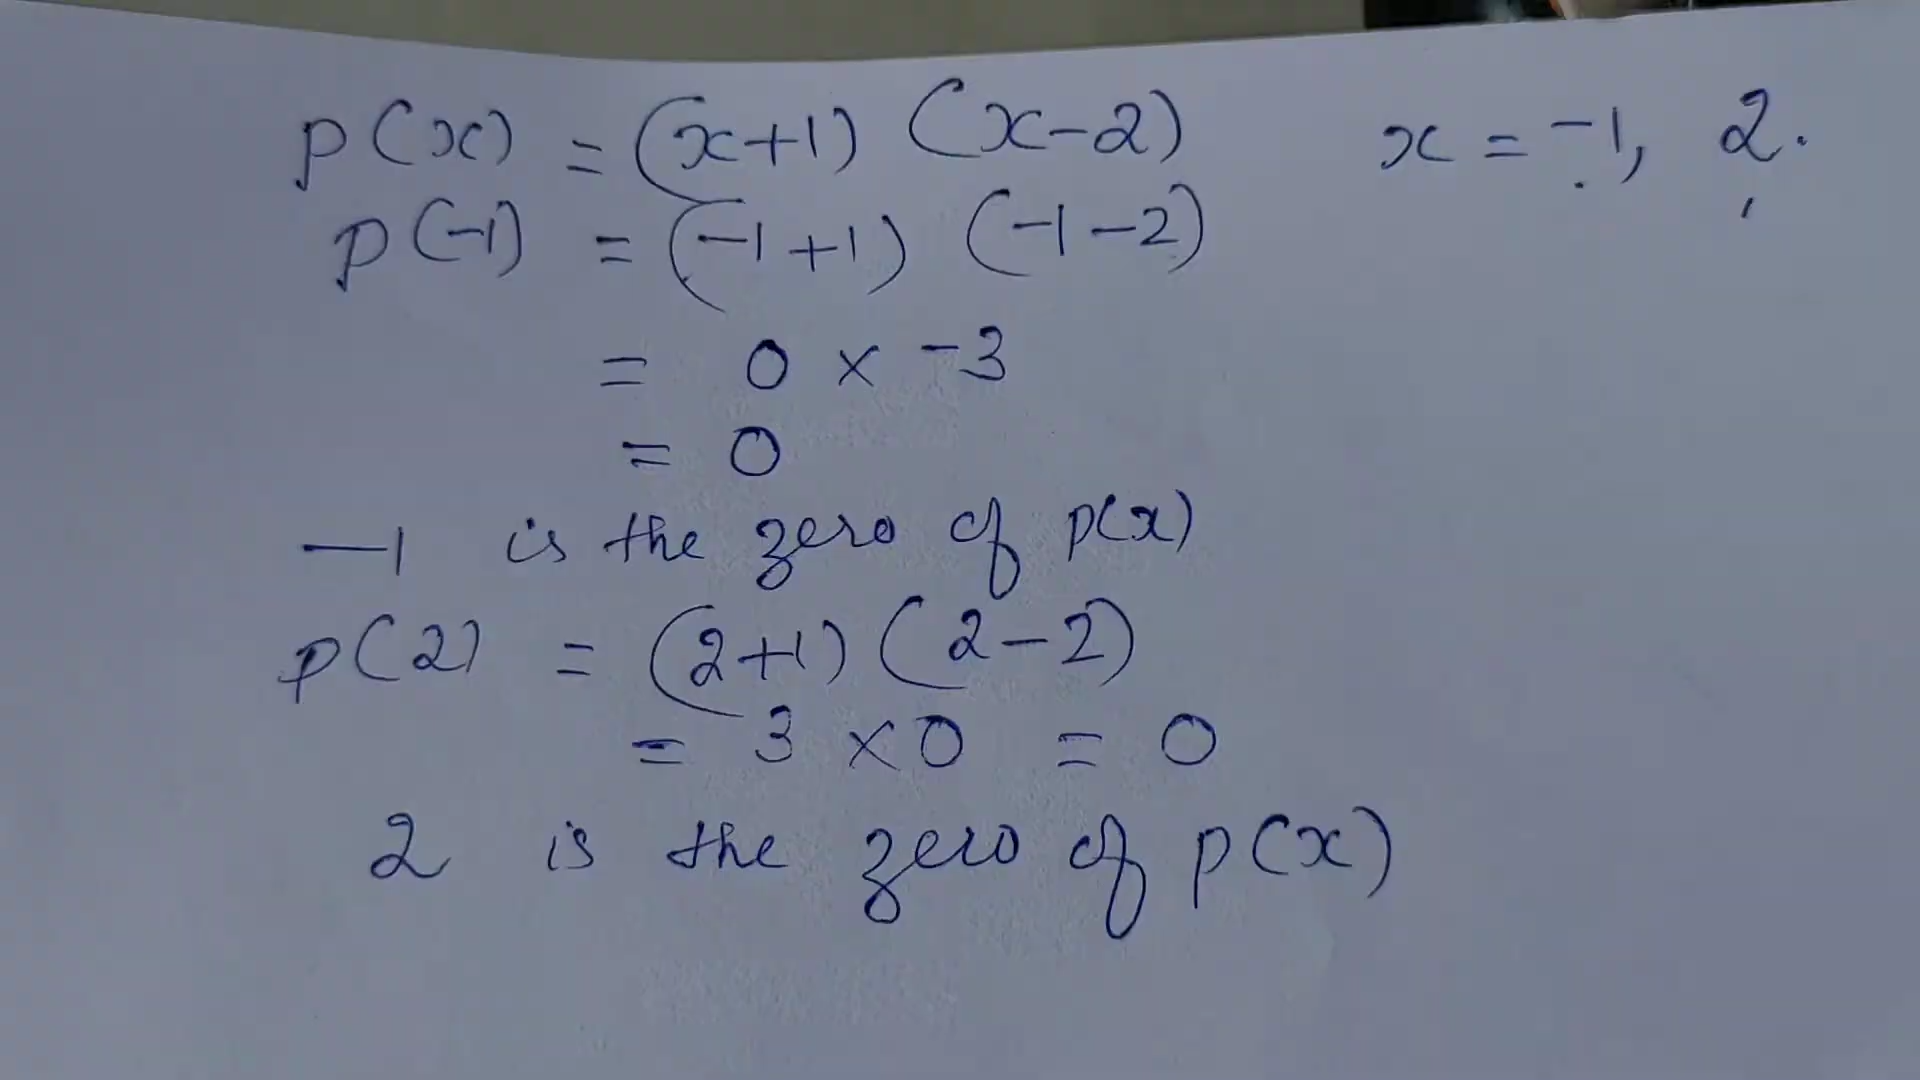 p(x) = (x+1) (x-2) x = -1, 2.
p(-1) = (-1+1) (-1-2)
= 0 × -3
= 0
-1 is the zero of p(x)
p(2) = (2+1) (2-2)
= 3 × 0 = 0
2 is the zero of p(x)